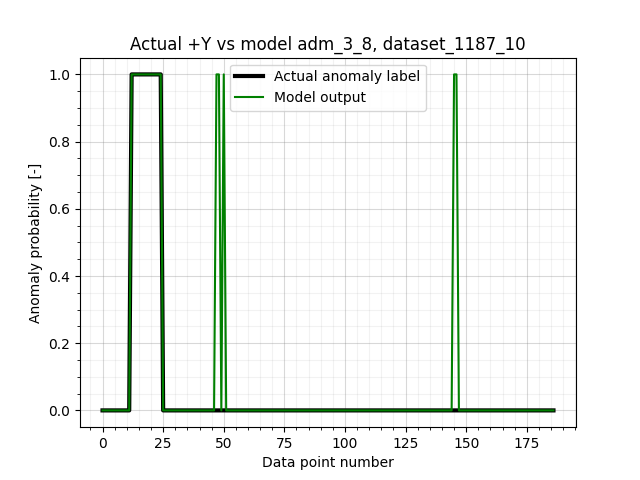 Actual +Y vs model adm_3_8, dataset_1187_10
Actual anomaly label
Model output
Anomaly probability [-]
1.0
0.8
0.6
0.4
0.2
0.0
0 25 50 75 100 125 150 175
Data point number